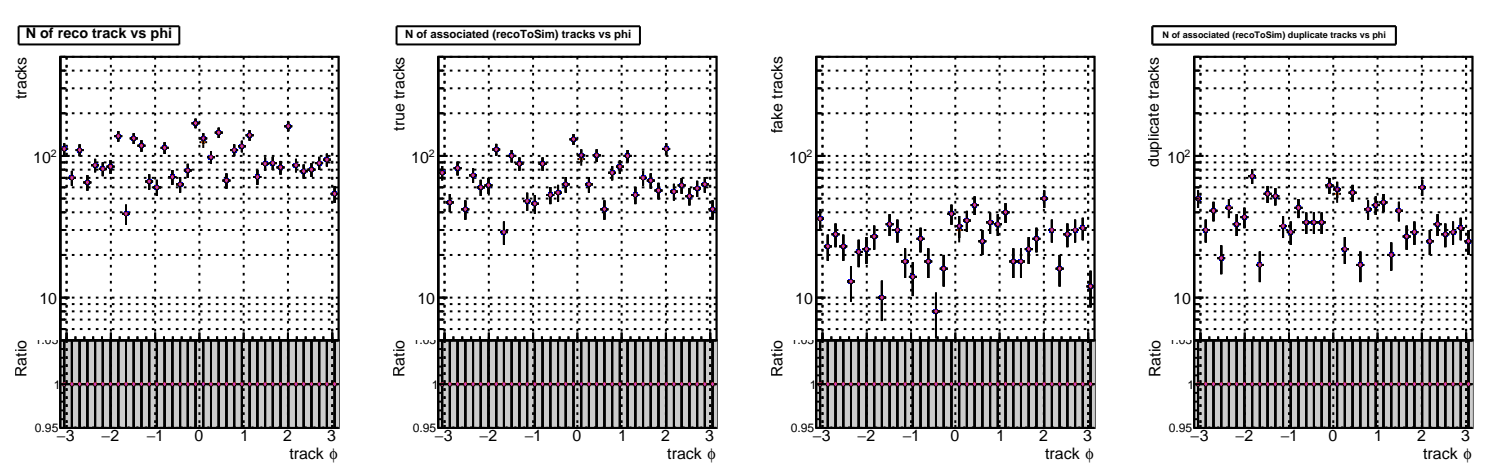 N of reco track vs phi
tracks
10²
10
Ratio
1
0.95
−3 −2 −1 0 1 2 3
track ϕ
N of associated (recoToSim) tracks vs phi
true tracks
10²
10
Ratio
1
0.95
−3 −2 −1 0 1 2 3
track ϕ
fake tracks
10²
10
Ratio
1
0.95
−3 −2 −1 0 1 2 3
track ϕ
N of associated (recoToSim) duplicate tracks vs phi
duplicate tracks
10²
10
Ratio
1
0.95
−3 −2 −1 0 1 2 3
track ϕ